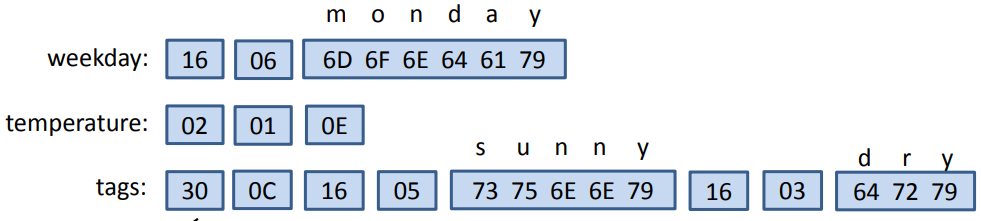 m o n d a y
weekday: 16 06 6D 6F 6E 64 61 79
temperature: 02 01 0E
s u n n y d r y
tags: 30 0C 16 05 73 75 6E 6E 79 16 03 64 72 79